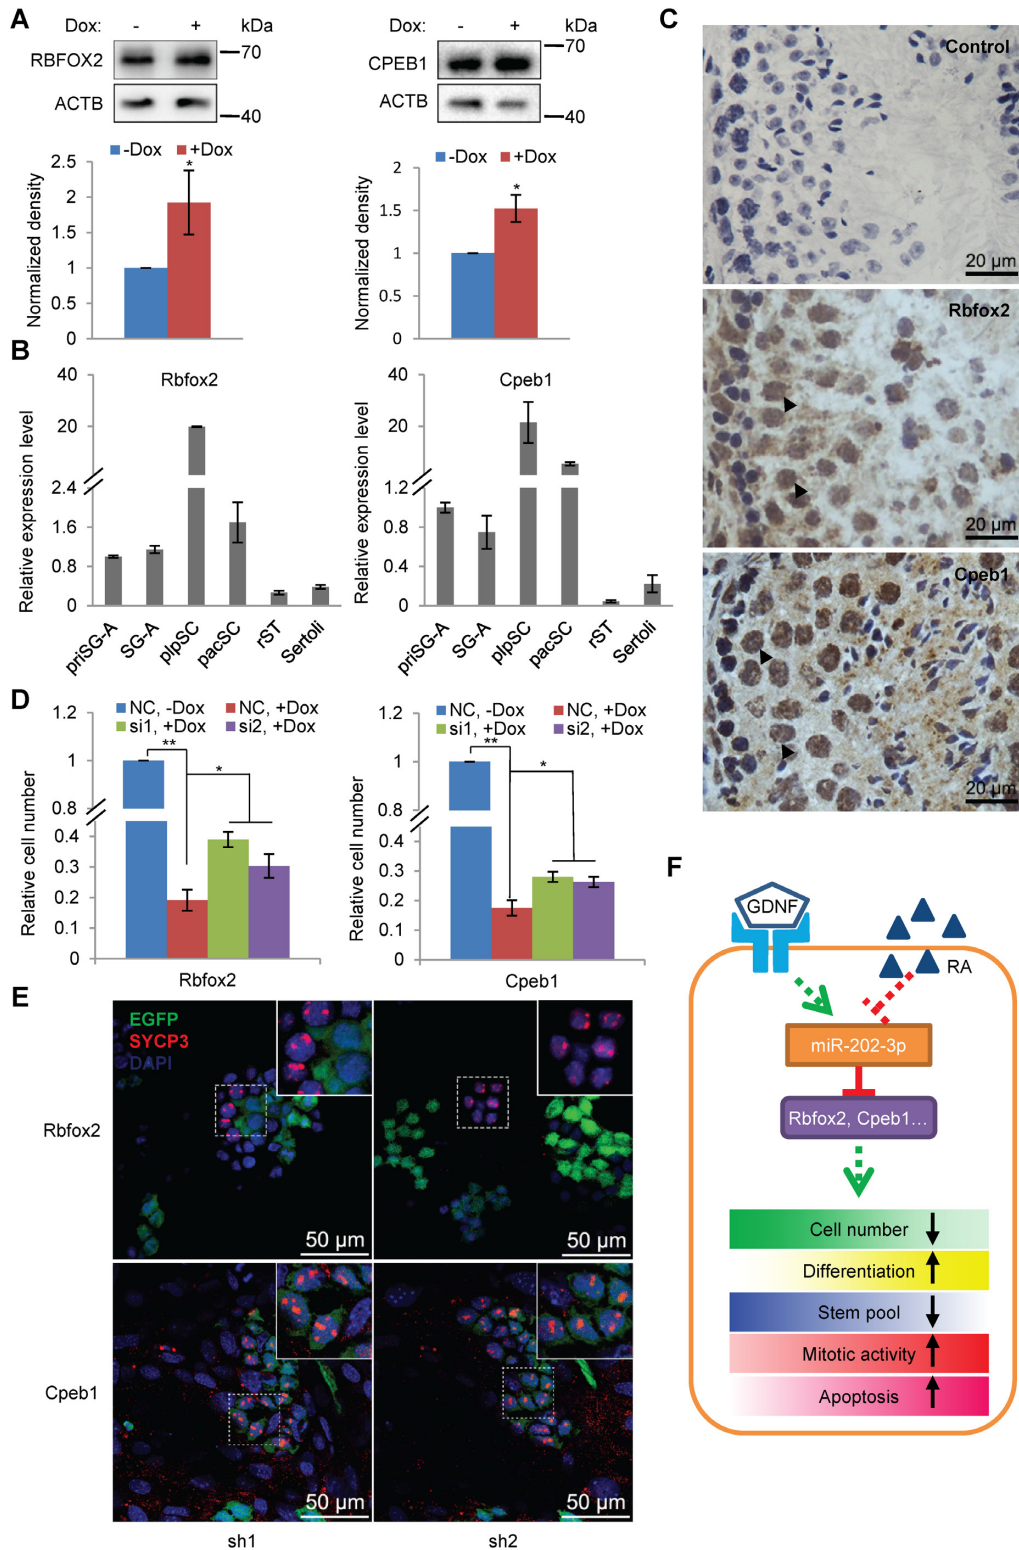 A
Dox: - + kDa
RBFOX2
70
ACTB
40
-Dox +Dox
Normalized density
2.5
2
1.5
1
0.5
0
*
Dox: - + kDa
CPEB1
70
ACTB
40
-Dox +Dox
Normalized density
2
1.5
1
0.5
0
*
B
Rbfox2
Relative expression level
40
20
2.4
1.6
0.8
0
priSG-A
SG-A
plpSC
pacSC
rST
Sertoli
Cpeb1
Relative expression level
40
20
1.2
0.8
0.4
0
priSG-A
SG-A
plpSC
pacSC
rST
Sertoli
C
Control
20 µm
Rbfox2
20 µm
Cpeb1
20 µm
D
NC, -Dox NC, +Dox
si1, +Dox si2, +Dox
Relative cell number
1.2
1
0.8
0.4
0.3
0.2
0.1
0
**
*
Rbfox2
NC, -Dox NC, +Dox
si1, +Dox si2, +Dox
Relative cell number
1.2
1
0.8
0.6
0.4
0.2
0
**
*
Cpeb1
E
EGFP
SYCP3
DAPI
Rbfox2
50 µm
50 µm
Cpeb1
50 µm
50 µm
sh1
sh2
F
GDNF
RA
miR-202-3p
Rbfox2, Cpeb1...
Cell number
Differentiation
Stem pool
Mitotic activity
Apoptosis